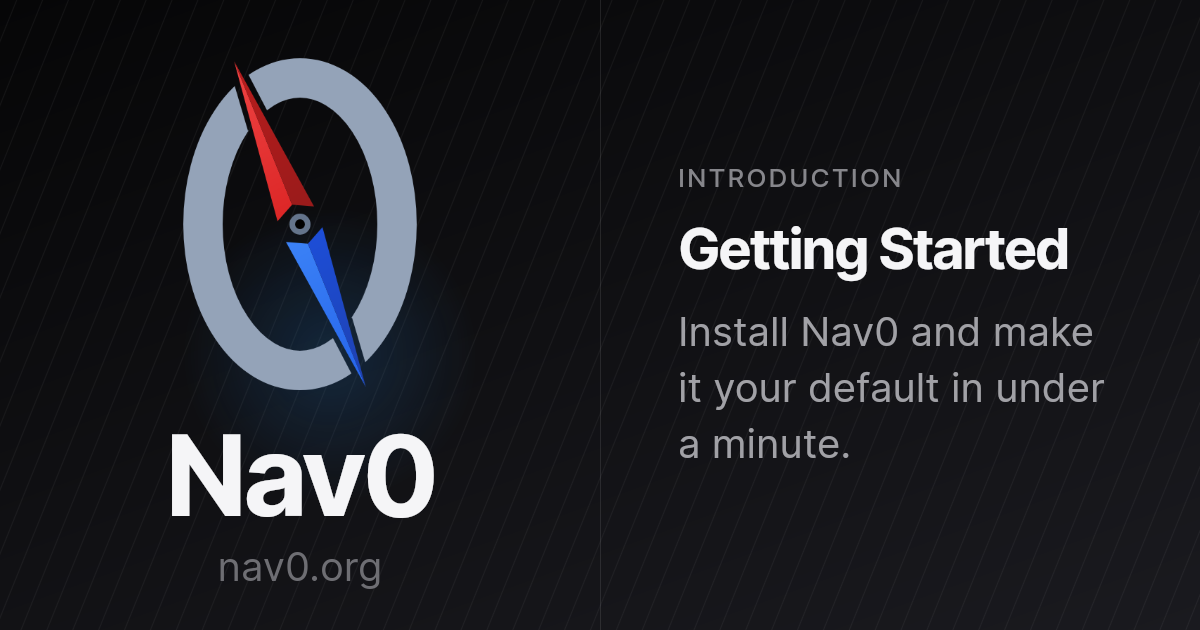 Nav0
nav0.org
INTRODUCTION
Getting Started
Install Nav0 and make
it your default in under
a minute.